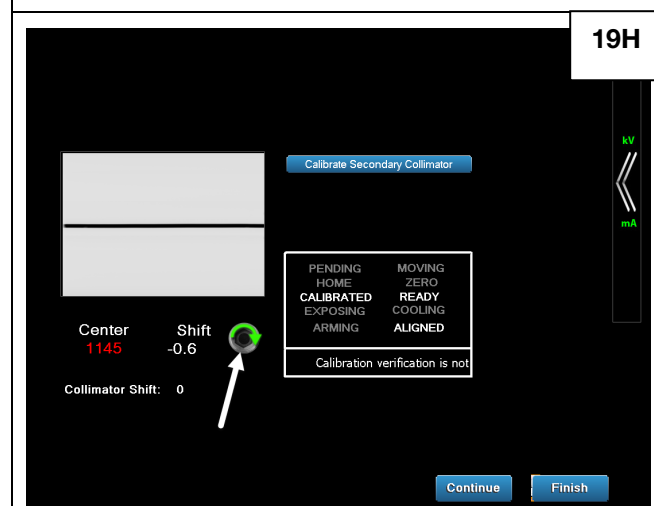 19H
kV
mA
Calibrate Secondary Collimator
PENDING MOVING
HOME ZERO
CALIBRATED READY
EXPOSING COOLING
ARMING ALIGNED
Calibration verification is not
Center Shift
1145 -0.6
Collimator Shift: 0
Continue Finish